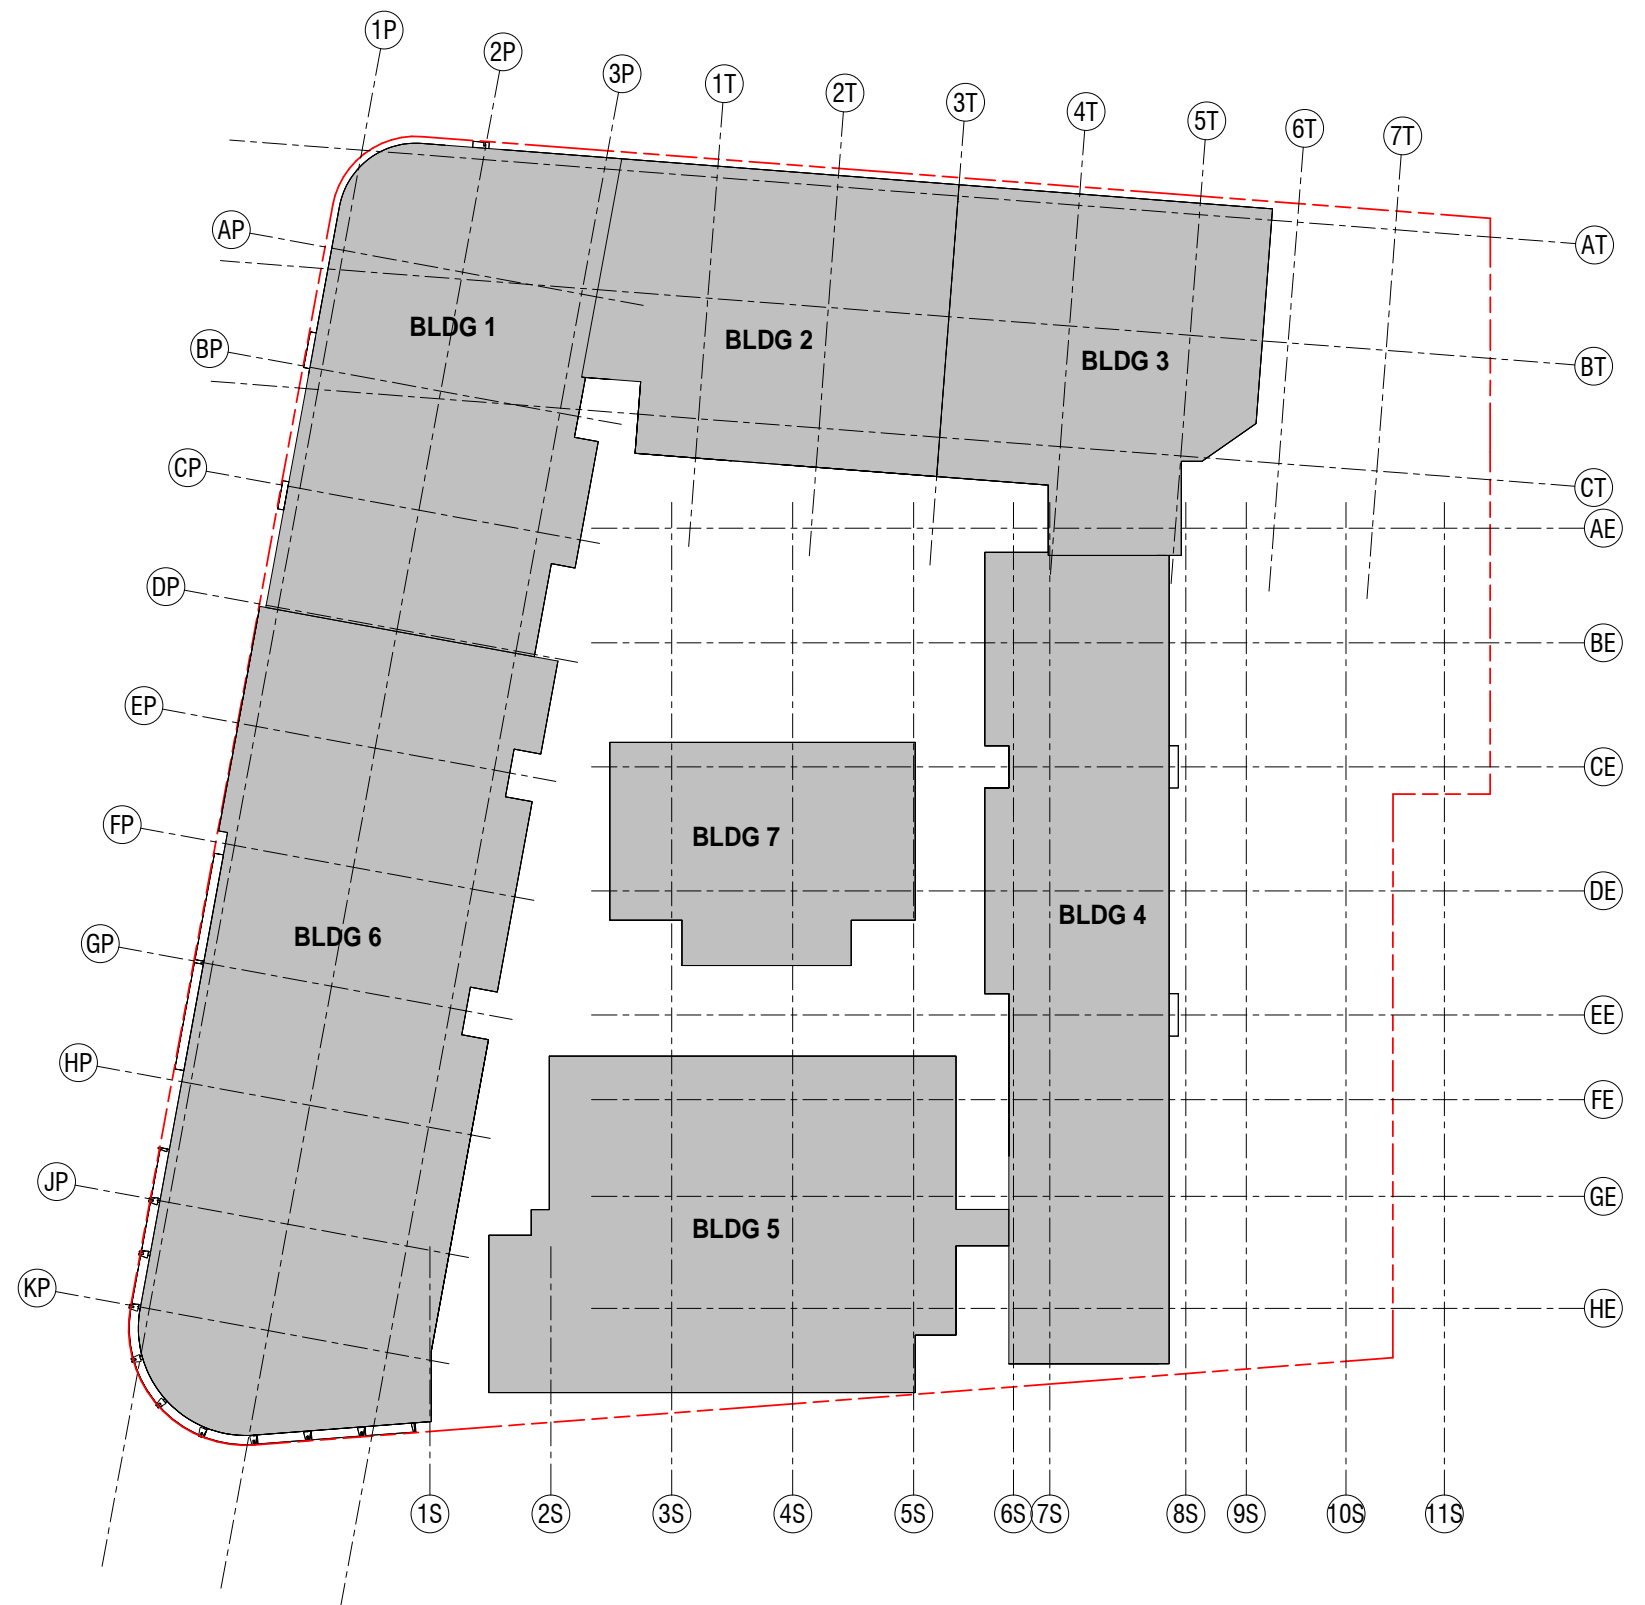 1P
2P
3P
1T
2T
3T
4T
5T
6T
7T
AP
AT
BLDG 1
BLDG 2
BLDG 3
BP
BT
CP
CT
AE
DP
BE
EP
CE
FP
BLDG 7
DE
BLDG 4
BLDG 6
GP
EE
HP
FE
JP
GE
BLDG 5
KP
HE
1S
2S
3S
4S
5S
6S
7S
8S
9S
10S
11S